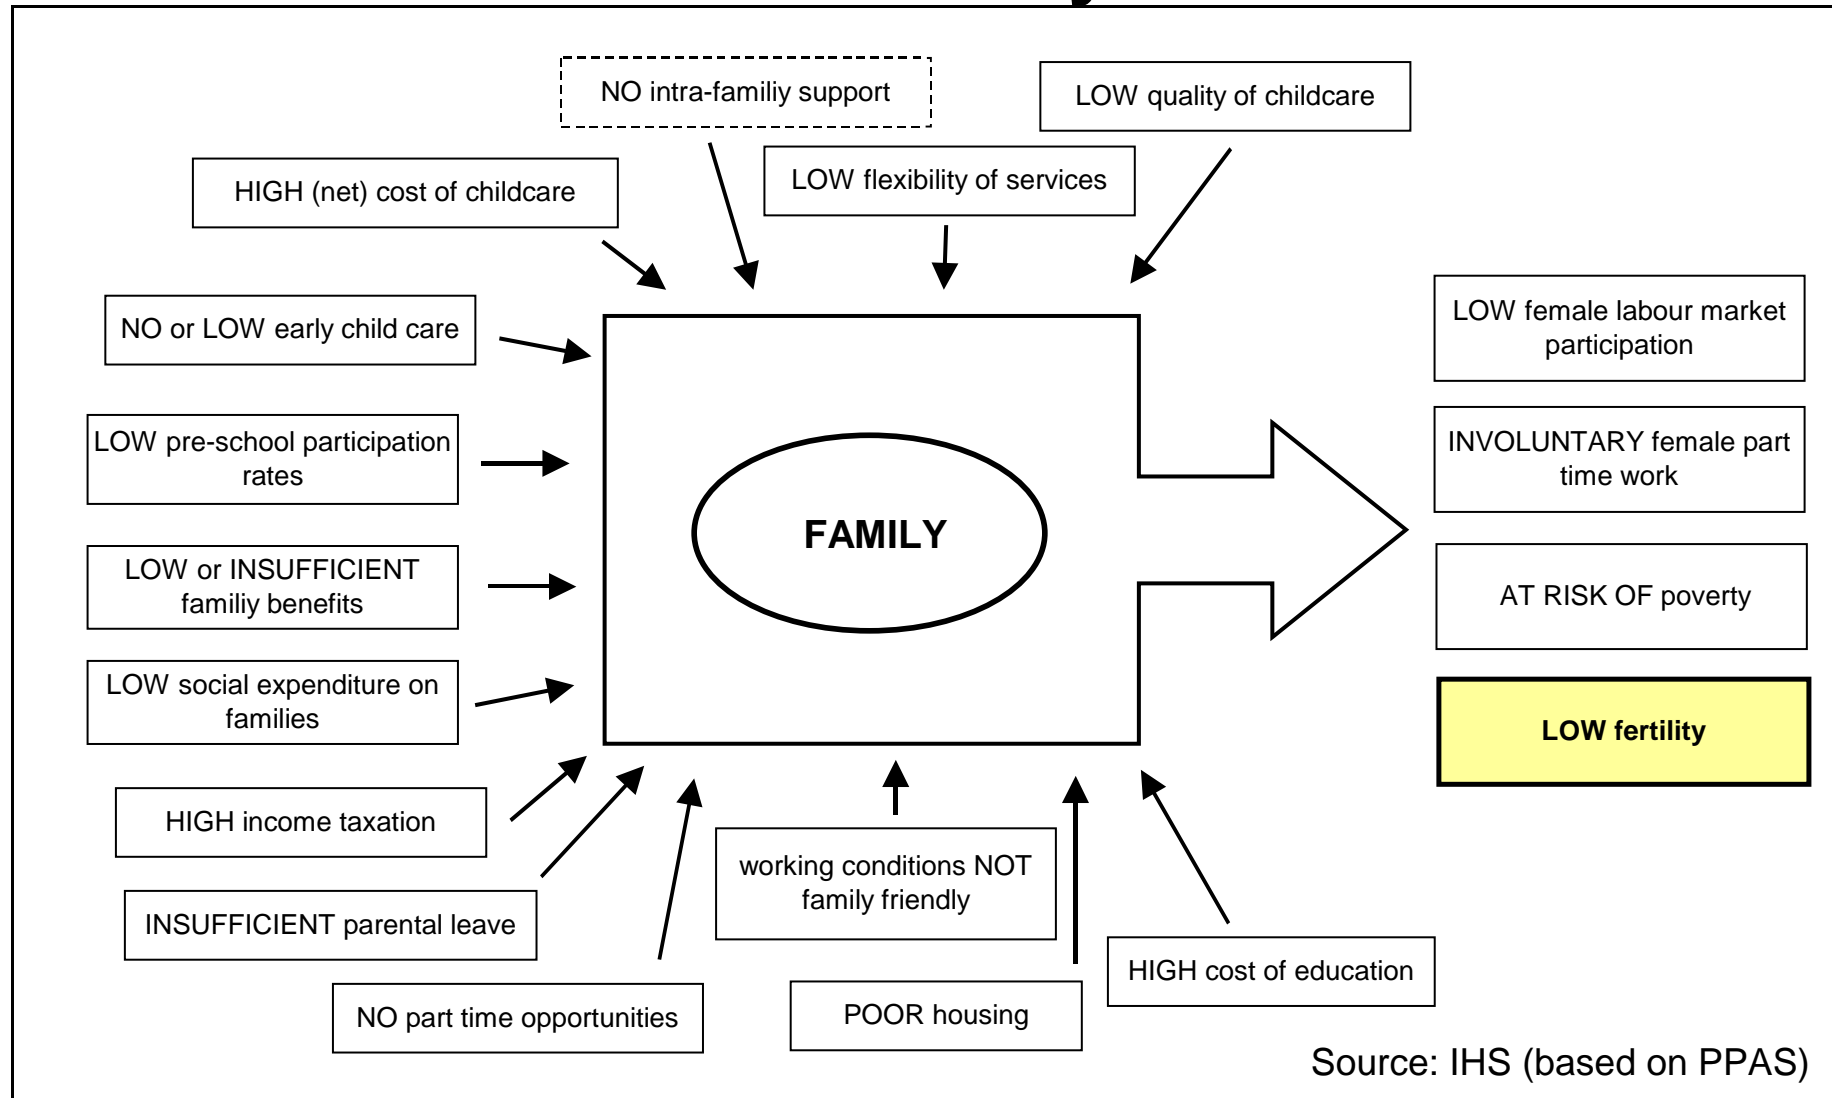 NO intra-familiy support
LOW quality of childcare
HIGH (net) cost of childcare
LOW flexibility of services
NO or LOW early child care
LOW female labour market
participation
LOW pre-school participation
rates
INVOLUNTARY female part
time work
FAMILY
LOW or INSUFFICIENT
familiy benefits
AT RISK OF poverty
LOW social expenditure on
families
LOW fertility
HIGH income taxation
working conditions NOT
family friendly
INSUFFICIENT parental leave
HIGH cost of education
NO part time opportunities
POOR housing
Source: IHS (based on PPAS)